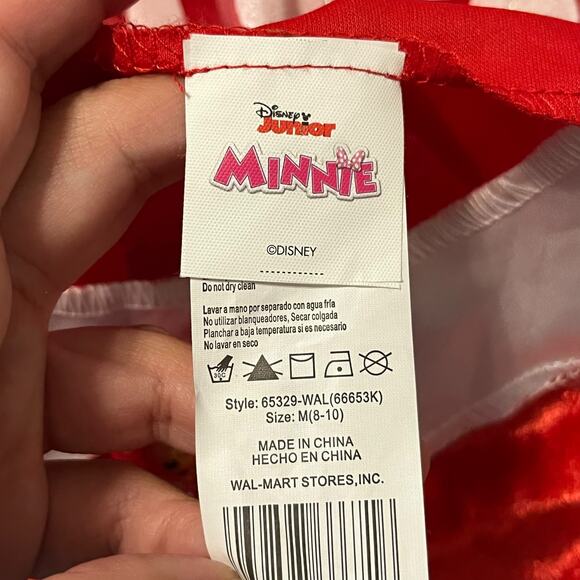 Disney
Junior
MINNIE
©DISNEY
Do not dry clean
Lavar a mano por separado con agua fría
No utilizar blanqueadores, Secar colgada
Planchar a baja temperatura si es necesario
No lavar en seco
30C
Style: 65329-WAL(66653K)
Size: M(8-10)
MADE IN CHINA
HECHO EN CHINA
WAL-MART STORES,INC.